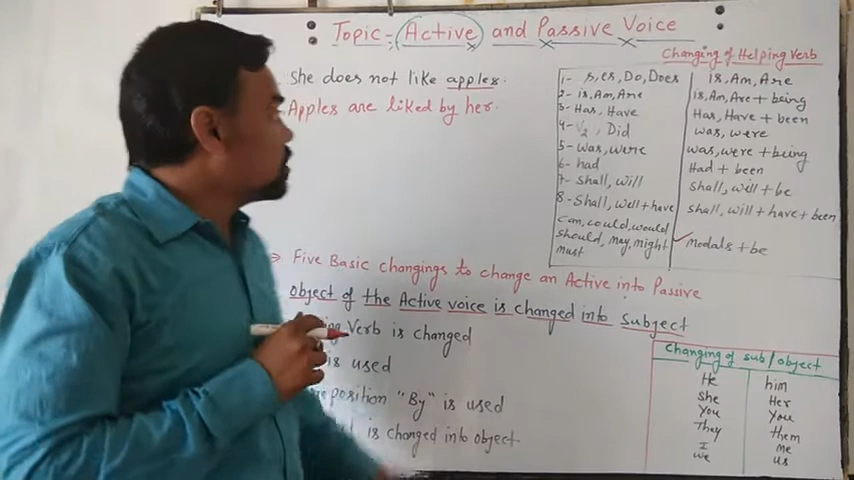 Topic:- Active and Passive Voice
She does not like apples.
Apples are liked by her.
Changing of Helping Verb
1- s, es, Do, Does   is, Am, Are
2- is, Am, Are   is, Am, Are + being
3- Has, Have   Has, Have + been
4- V2, Did   was, were
5- was, were   was, were + being
6- had   Had + been
7- Shall, will   Shall, will + be
8- Shall, Will + have   shall, will + have + been
can, could, would
should, may, might   Modals + be
must
⇒ Five Basic changings to change an Active into Passive
Object of the Active voice is changed into Subject
Verb is changed
is used
"By" is used
is changed into object
Changing of sub/object
He   him
She   Her
You   You
They   them
I   me
we   us